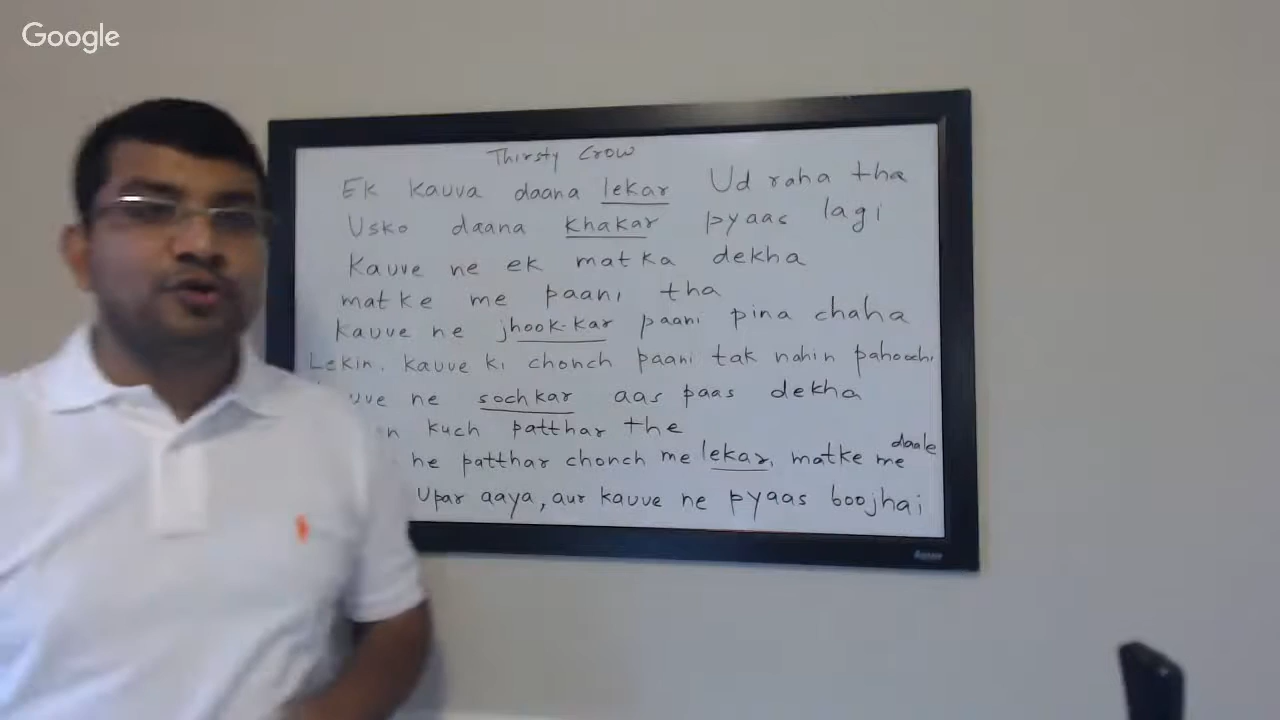 Google
Thirsty Crow
Ek kauva daana lekar Ud raha tha
Usko daana khakar pyaas lagi
Kauve ne ek matka dekha
matke me paani tha
Kauve ne jhook-kar paani pina chaha
Lekin, kauve ki chonch paani tak nahin pahoochi
uve ne sochkar aas paas dekha
n kuch patthar the
ne patthar chonch me lekar, matke me daale
Upar aaya, aur kauve ne pyaas boojhai